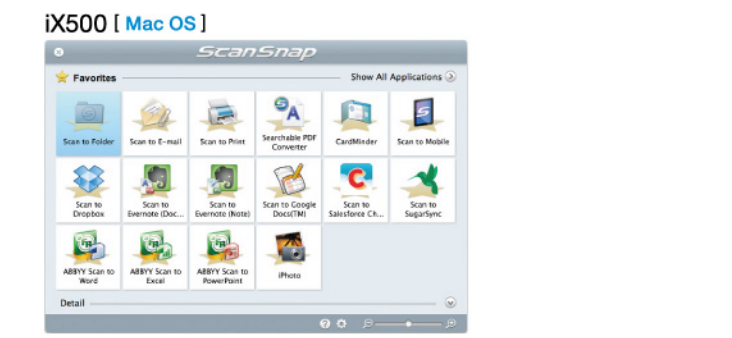 iX500 [ Mac OS ]
ScanSnap
Favorites
Show All Applications
Scan to Folder
Scan to E-mail
Scan to Print
Searchable PDF
Converter
CardMinder
Scan to Mobile
Scan to
Dropbox
Scan to
Evernote (Doc...
Scan to
Evernote (Note)
Scan to Google
Docs(TM)
Scan to
Salesforce Ch...
Scan to
SugarSync
ABBYY Scan to
Word
ABBYY Scan to
Excel
ABBYY Scan to
PowerPoint
iPhoto
Detail